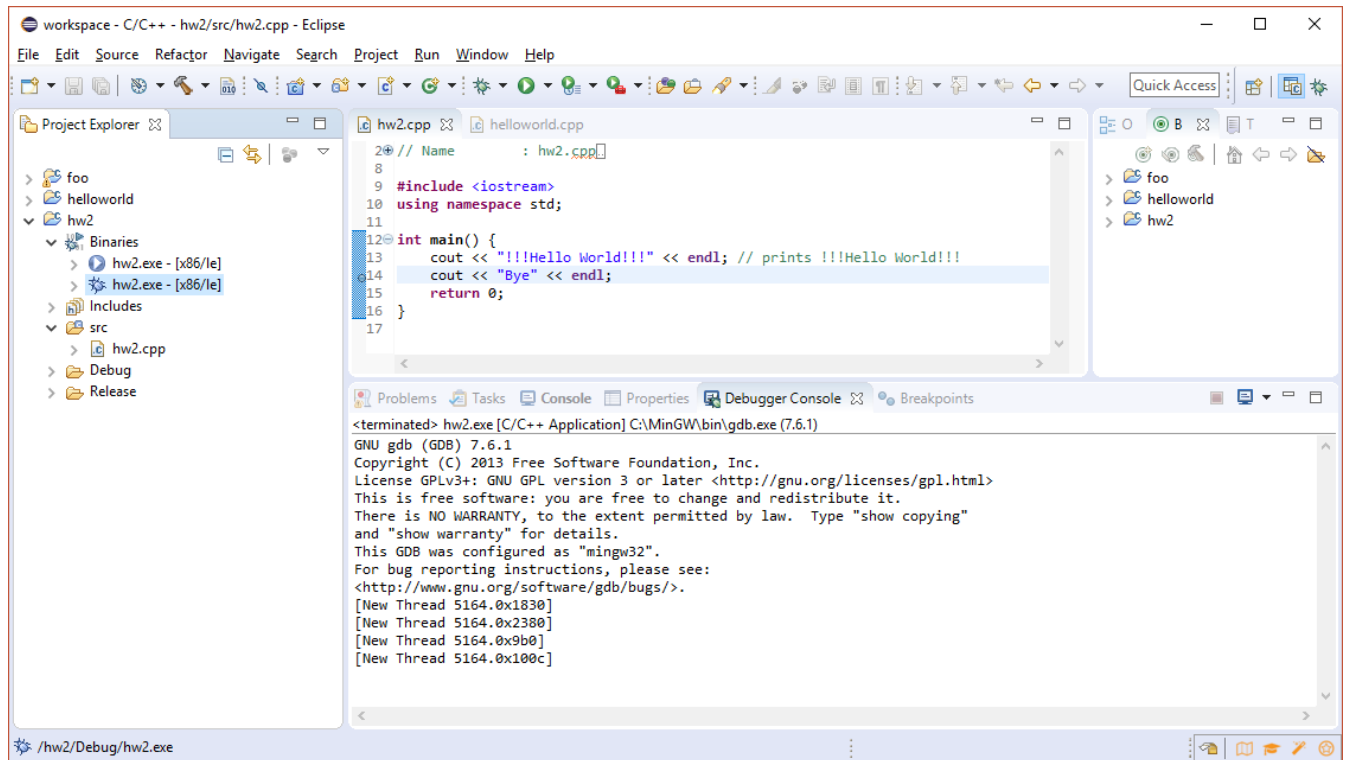 workspace - C/C++ - hw2/src/hw2.cpp - Eclipse
File Edit Source Refactor Navigate Search Project Run Window Help
Quick Access
Project Explorer
foo
helloworld
hw2
Binaries
hw2.exe - [x86/le]
hw2.exe - [x86/le]
Includes
src
hw2.cpp
Debug
Release
hw2.cpp helloworld.cpp
2 // Name : hw2.cpp
8
9 #include <iostream>
10 using namespace std;
11
12 int main() {
13 cout << "!!!Hello World!!!" << endl; // prints !!!Hello World!!!
14 cout << "Bye" << endl;
15 return 0;
16 }
17
O B T
foo
helloworld
hw2
Problems Tasks Console Properties Debugger Console Breakpoints
<terminated> hw2.exe [C/C++ Application] C:\MinGW\bin\gdb.exe (7.6.1)
GNU gdb (GDB) 7.6.1
Copyright (C) 2013 Free Software Foundation, Inc.
License GPLv3+: GNU GPL version 3 or later <http://gnu.org/licenses/gpl.html>
This is free software: you are free to change and redistribute it.
There is NO WARRANTY, to the extent permitted by law.  Type "show copying"
and "show warranty" for details.
This GDB was configured as "mingw32".
For bug reporting instructions, please see:
<http://www.gnu.org/software/gdb/bugs/>.
[New Thread 5164.0x1830]
[New Thread 5164.0x2380]
[New Thread 5164.0x9b0]
[New Thread 5164.0x100c]
/hw2/Debug/hw2.exe